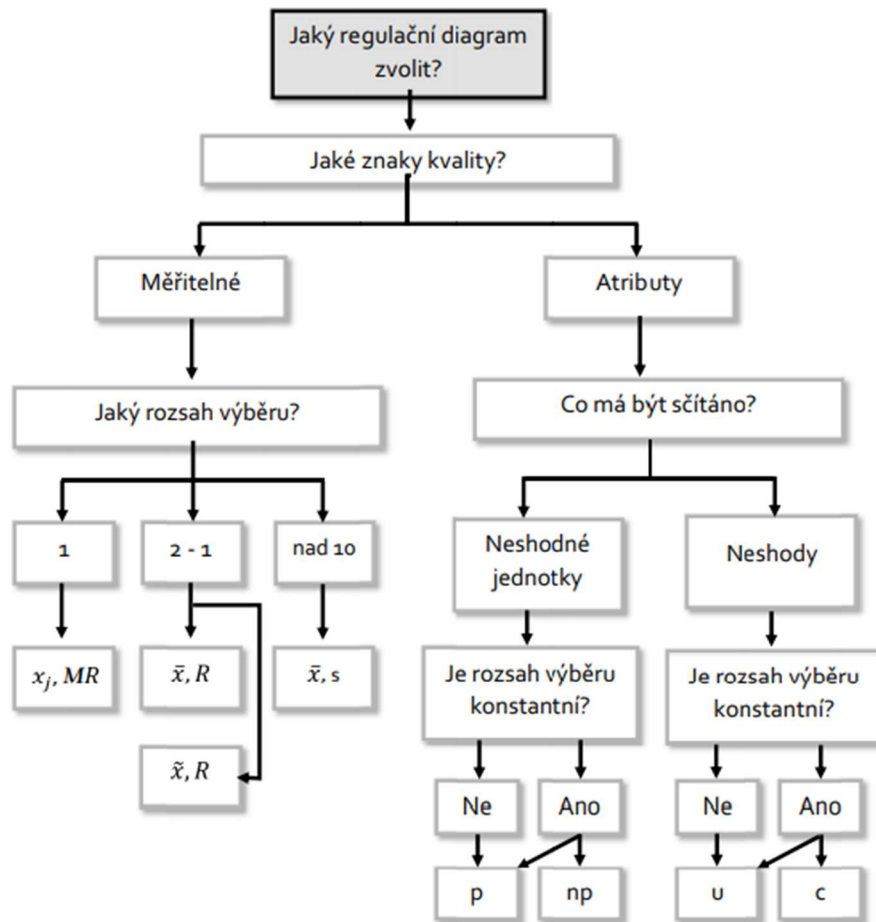 Jaký regulační diagram
zvolit?
Jaké znaky kvality?
Měřitelné
Atributy
Jaký rozsah výběru?
Co má být sčítáno?
1
2 - 1
nad 10
Neshodné
jednotky
Neshody
x_j, MR
x̄, R
x̄, s
Je rozsah výběru
konstantní?
Je rozsah výběru
konstantní?
x̃, R
Ne
Ano
Ne
Ano
p
np
u
c